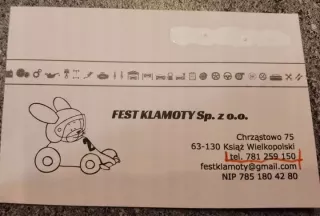 FEST KLAMOTY Sp. z o.o.
Chrząstowo 75
63-130 Książ Wielkopolski
tel. 781 259 150
festklamoty@gmail.com
NIP 785 180 42 80